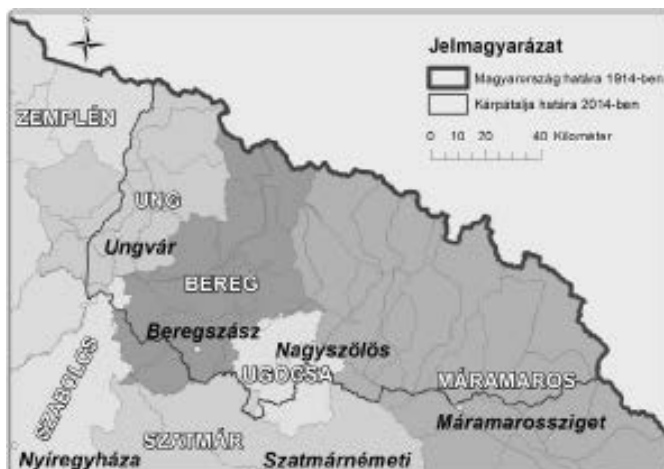 Jelmagyarázat
Magyarország határa 1914-ben
Kárpátalja határa 2014-ben
0 10 20 40 Kilométer
ZEMPLÉN
UNG
Ungvár
BEREG
Beregszász
Nagyszölös
UGOCSA
SZABOLCS
MÁRAMAROS
Máramarossziget
SZATMÁR
Nyíregyháza
Szatmárnémeti